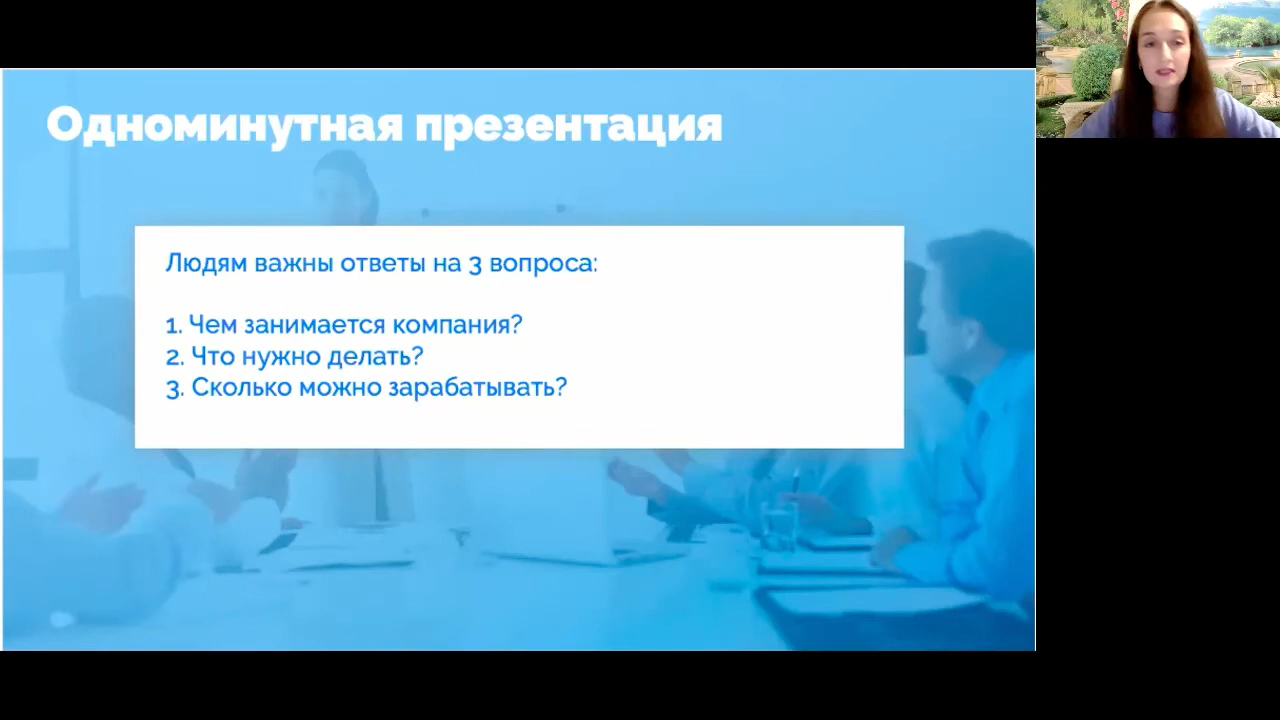 Одноминутная презентация
Людям важны ответы на 3 вопроса:
1. Чем занимается компания?
2. Что нужно делать?
3. Сколько можно зарабатывать?